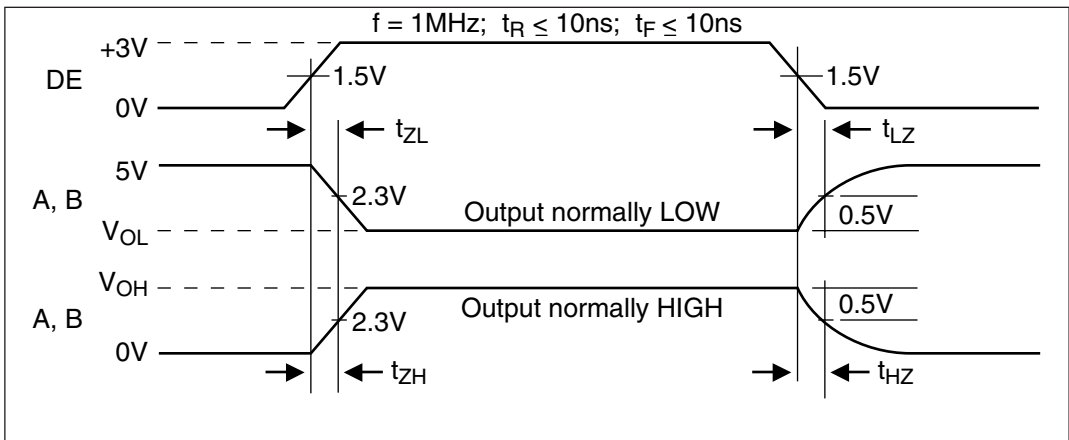 f = 1MHz; tR ≤ 10ns; tF ≤ 10ns
+3V
DE
1.5V
1.5V
0V
tZL
tLZ
5V
A, B
2.3V
Output normally LOW
0.5V
VOL
VOH
A, B
2.3V
Output normally HIGH
0.5V
0V
tZH
tHZ